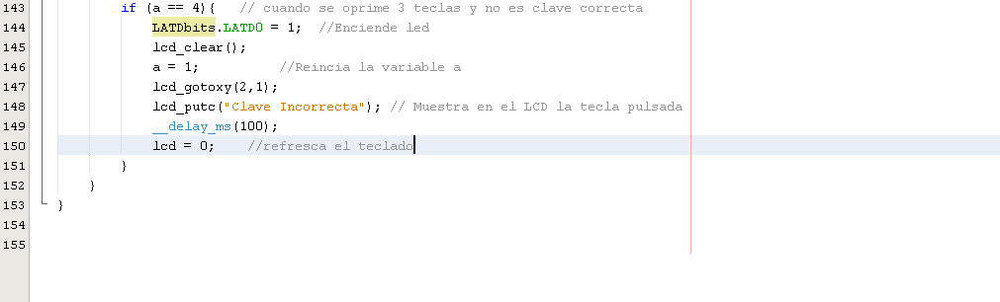 143 if (a == 4){ // cuando se oprime 3 teclas y no es clave correcta
144 LATDbits.LATD0 = 1; //Enciende led
145 lcd_clear();
146 a = 1; //Reincia la variable a
147 lcd_gotoxy(2,1);
148 lcd_putc("Clave Incorrecta"); // Muestra en el LCD la tecla pulsada
149 __delay_ms(100);
150 lcd = 0; //refresca el teclado
151 }
152 }
153 }
154
155